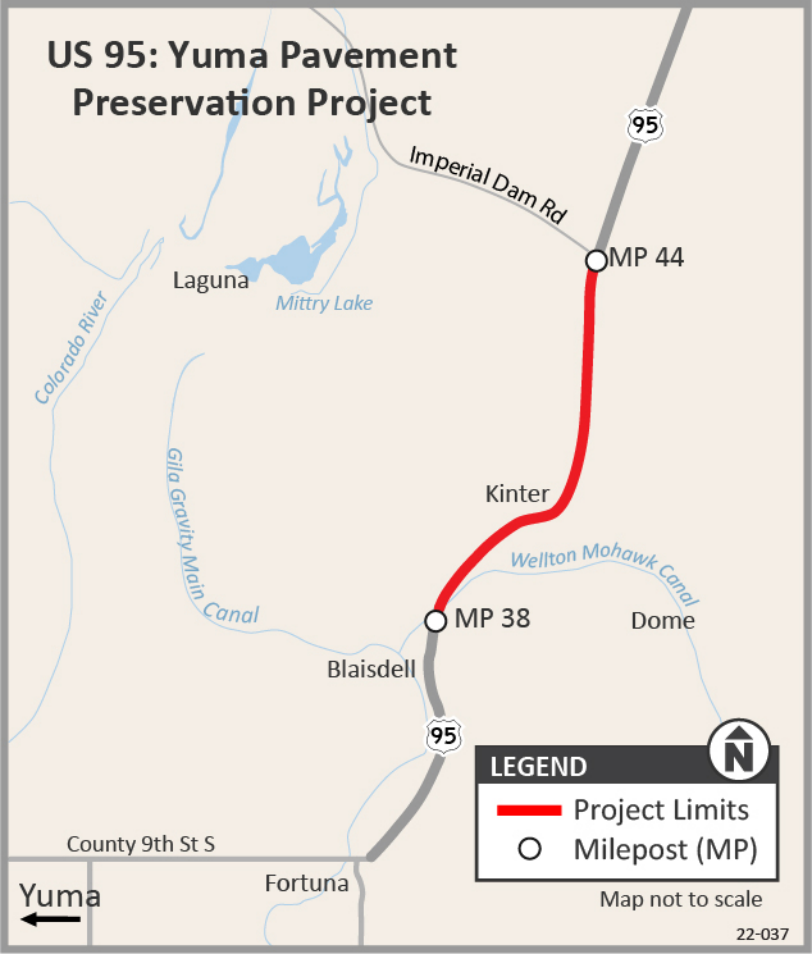 US 95: Yuma Pavement
Preservation Project
95
Imperial Dam Rd
MP 44
Laguna
Mittry Lake
Colorado River
Gila Gravity Main Canal
Kinter
Wellton Mohawk Canal
MP 38
Dome
Blaisdell
95
N
LEGEND
Project Limits
Milepost (MP)
County 9th St S
Fortuna
Yuma
Map not to scale
22-037